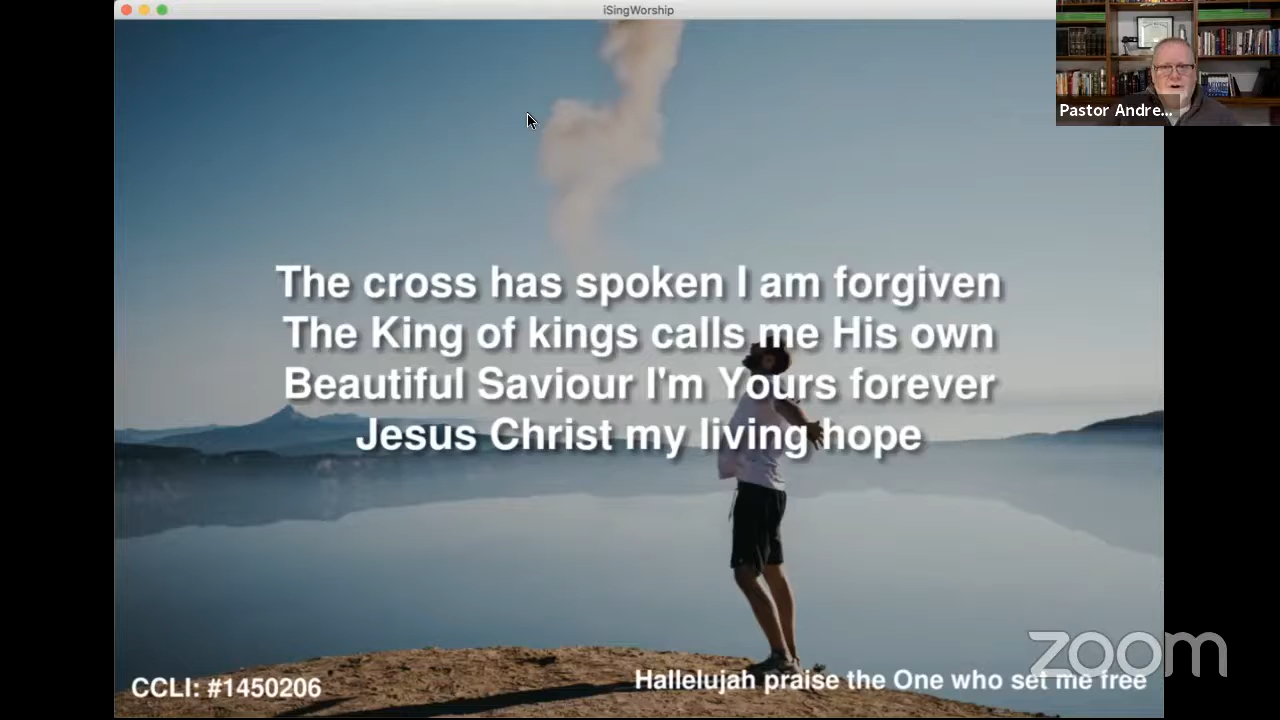 iSingWorship
Pastor Andre...
The cross has spoken I am forgiven
The King of kings calls me His own
Beautiful Saviour I'm Yours forever
Jesus Christ my living hope
CCLI: #1450206
Hallelujah praise the One who set me free
zoom